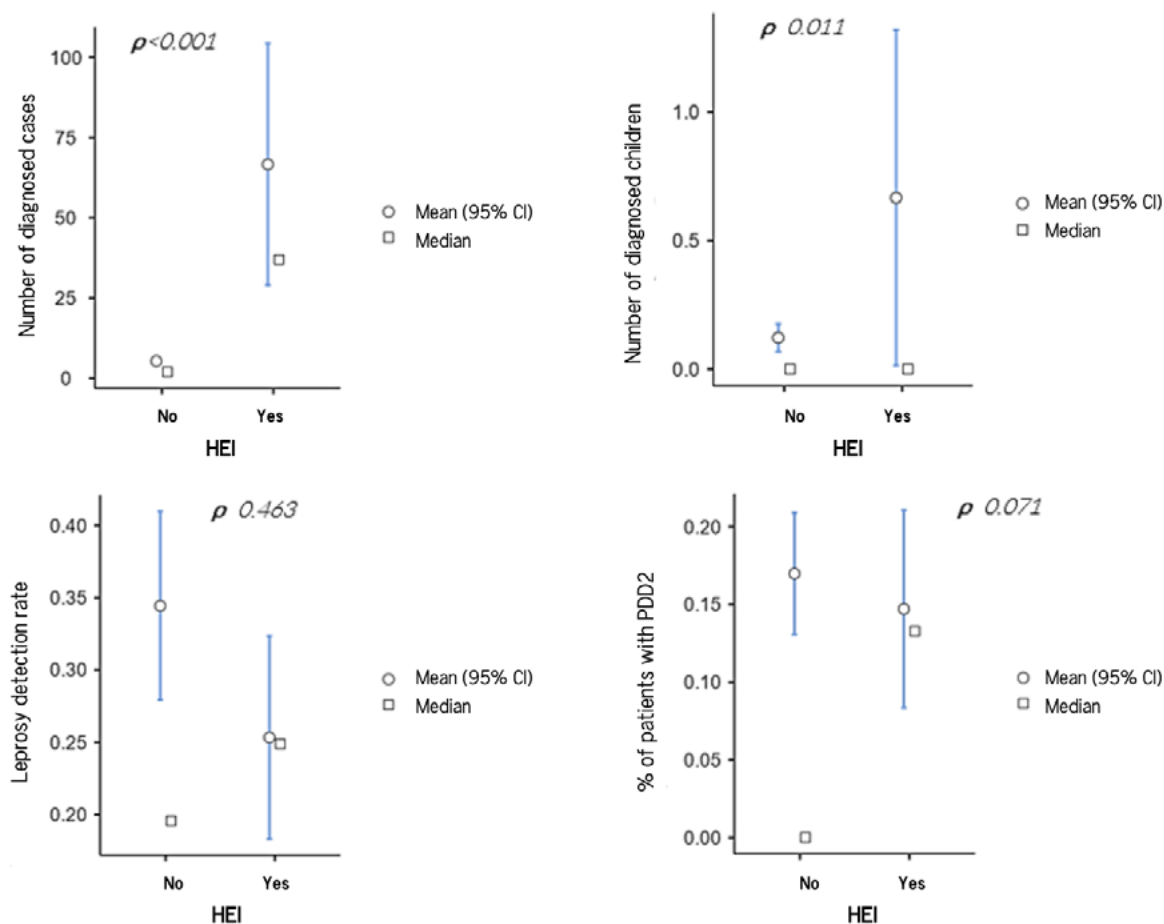 p<0.001
100
75
50
25
0
Number of diagnosed cases
No Yes
HEI
Mean (95% CI)
Median
p 0.011
1.0
0.5
0.0
Number of diagnosed children
No Yes
HEI
Mean (95% CI)
Median
p 0.463
0.40
0.35
0.30
0.25
0.20
Leprosy detection rate
No Yes
HEI
Mean (95% CI)
Median
p 0.071
0.20
0.15
0.10
0.05
0.00
% of patients with PDD2
No Yes
HEI
Mean (95% CI)
Median